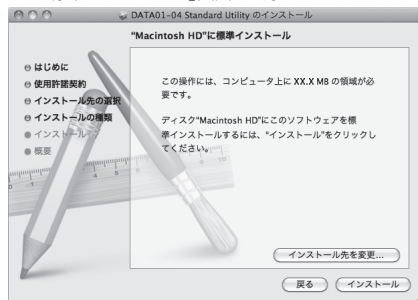 DATA01-04 Standard Utility のインストール
"Macintosh HD"に標準インストール
はじめに
使用許諾契約
インストール先の選択
インストールの種類
インストール
概要
この操作には、コンピュータ上に XX.X MB の領域が必
要です。
ディスク"Macintosh HD"にこのソフトウェアを標
準インストールするには、"インストール"をクリックし
てください。
インストール先を変更...
戻る
インストール